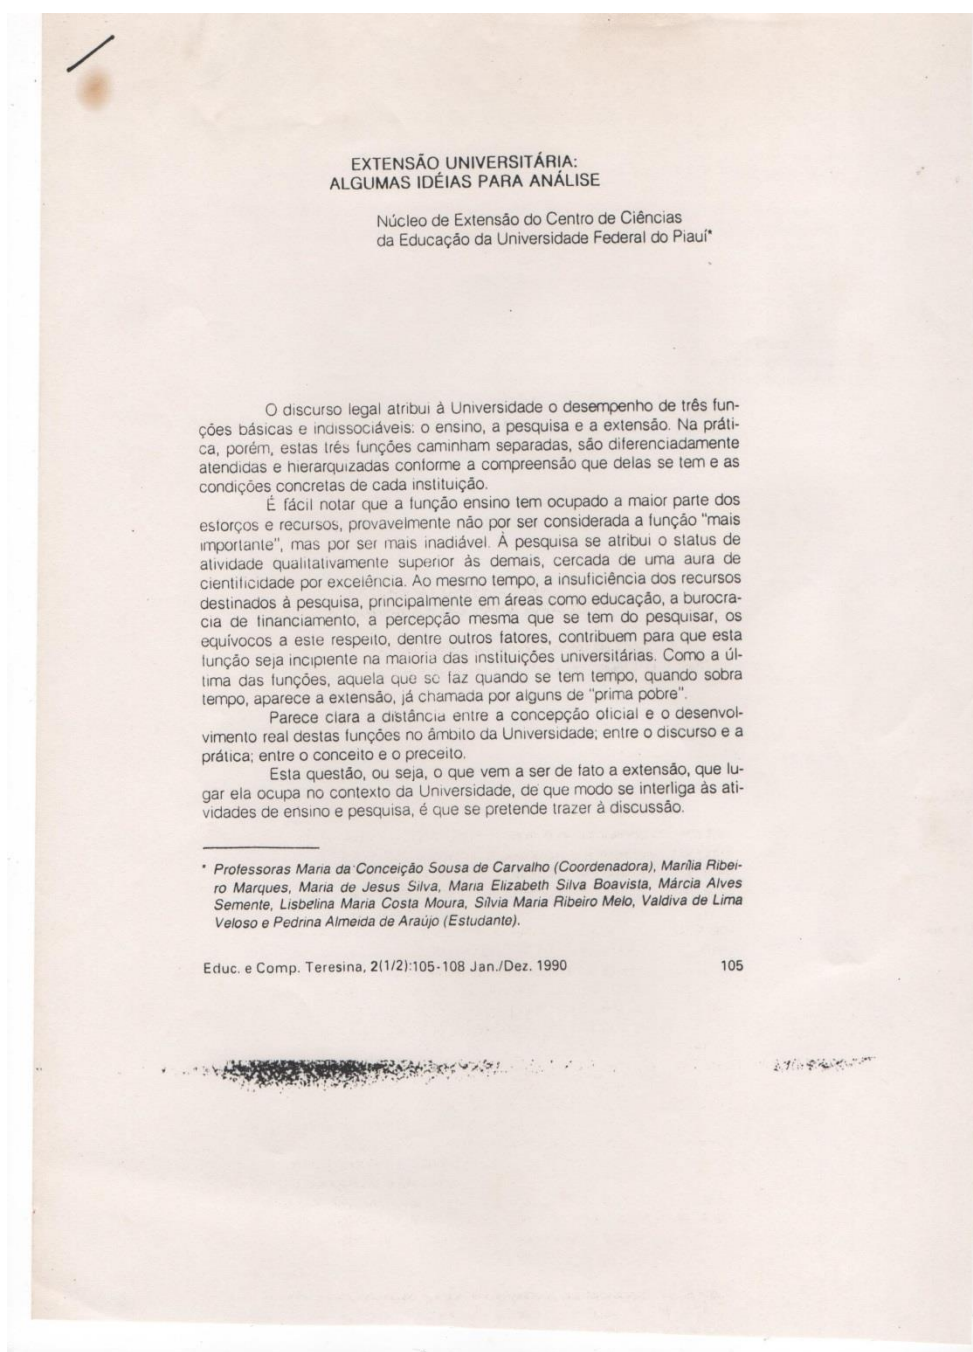 EXTENSÃO UNIVERSITÁRIA:
ALGUMAS IDÉIAS PARA ANÁLISE
Núcleo de Extensão do Centro de Ciências
da Educação da Universidade Federal do Piauí*
O discurso legal atribui à Universidade o desempenho de três fun-
ções básicas e indissociáveis: o ensino, a pesquisa e a extensão. Na práti-
ca, porém, estas três funções caminham separadas, são diferenciadamente
atendidas e hierarquizadas conforme a compreensão que delas se tem e as
condições concretas de cada instituição.
É fácil notar que a função ensino tem ocupado a maior parte dos
esforços e recursos, provavelmente não por ser considerada a função "mais
importante", mas por ser mais inadiável. À pesquisa se atribui o status de
atividade qualitativamente superior às demais, cercada de uma aura de
cientificidade por excelência. Ao mesmo tempo, a insuficiência dos recursos
destinados à pesquisa, principalmente em áreas como educação, a burocra-
cia de financiamento, a percepção mesma que se tem do pesquisar, os
equívocos a este respeito, dentre outros fatores, contribuem para que esta
função seja incipiente na maioria das instituições universitárias. Como a úl-
tima das funções, aquela que se faz quando se tem tempo, quando sobra
tempo, aparece a extensão, já chamada por alguns de "prima pobre".
Parece clara a distância entre a concepção oficial e o desenvol-
vimento real destas funções no âmbito da Universidade; entre o discurso e a
prática; entre o conceito e o preceito.
Esta questão, ou seja, o que vem a ser de fato a extensão, que lu-
gar ela ocupa no contexto da Universidade, de que modo se interliga às ati-
vidades de ensino e pesquisa, é que se pretende trazer à discussão.
* Professoras Maria da Conceição Sousa de Carvalho (Coordenadora), Marília Ribei-
ro Marques, Maria de Jesus Silva, Maria Elizabeth Silva Boavista, Márcia Alves
Semente, Lisbelina Maria Costa Moura, Sílvia Maria Ribeiro Melo, Valdiva de Lima
Veloso e Pedrina Almeida de Araújo (Estudante).
Educ. e Comp. Teresina, 2(1/2):105-108 Jan./Dez. 1990 105